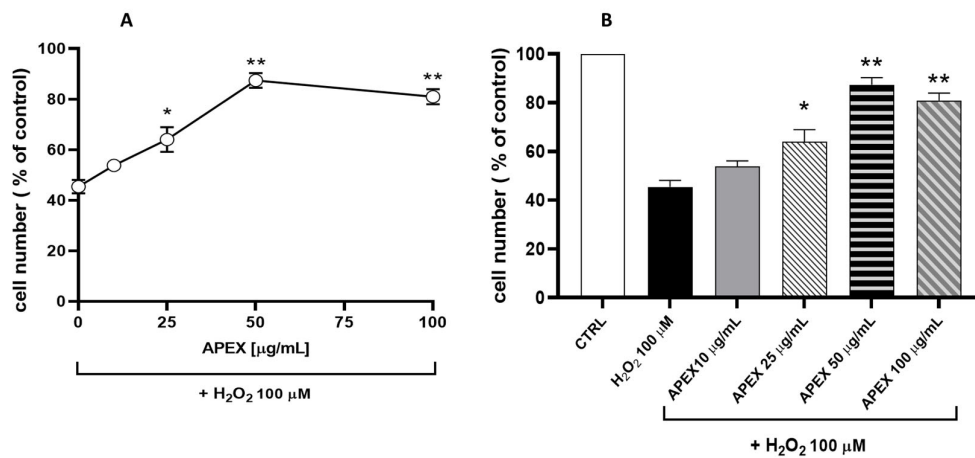 A
cell number ( % of control)
100
80
60
40
20
0
*
**
**
0
25
50
75
100
APEX [μg/mL]
+ H₂O₂ 100 μM
B
cell number ( % of control)
100
80
60
40
20
0
*
**
**
CTRL
H₂O₂ 100 μM
APEX10 μg/mL
APEX 25 μg/mL
APEX 50 μg/mL
APEX 100 μg/mL
+ H₂O₂ 100 μM